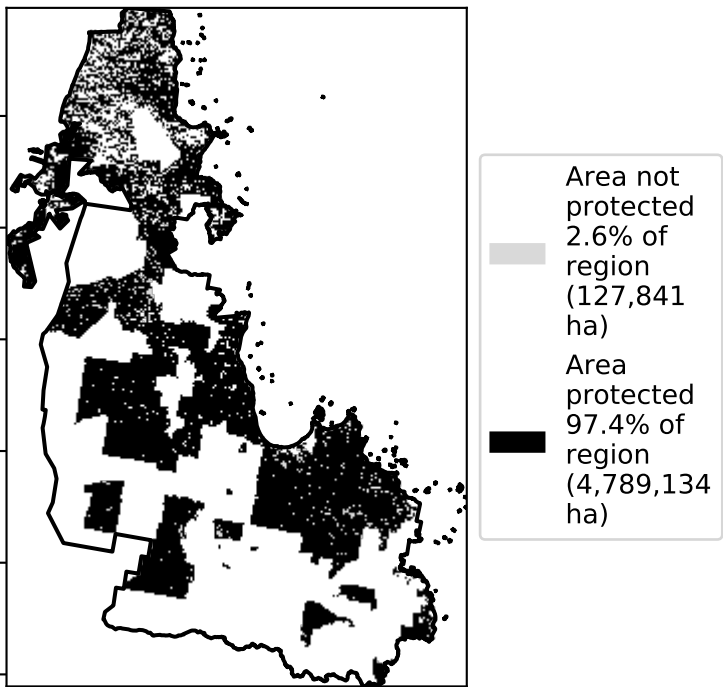 Area not
protected
2.6% of
region
(127,841
ha)
Area
protected
97.4% of
region
(4,789,134
ha)